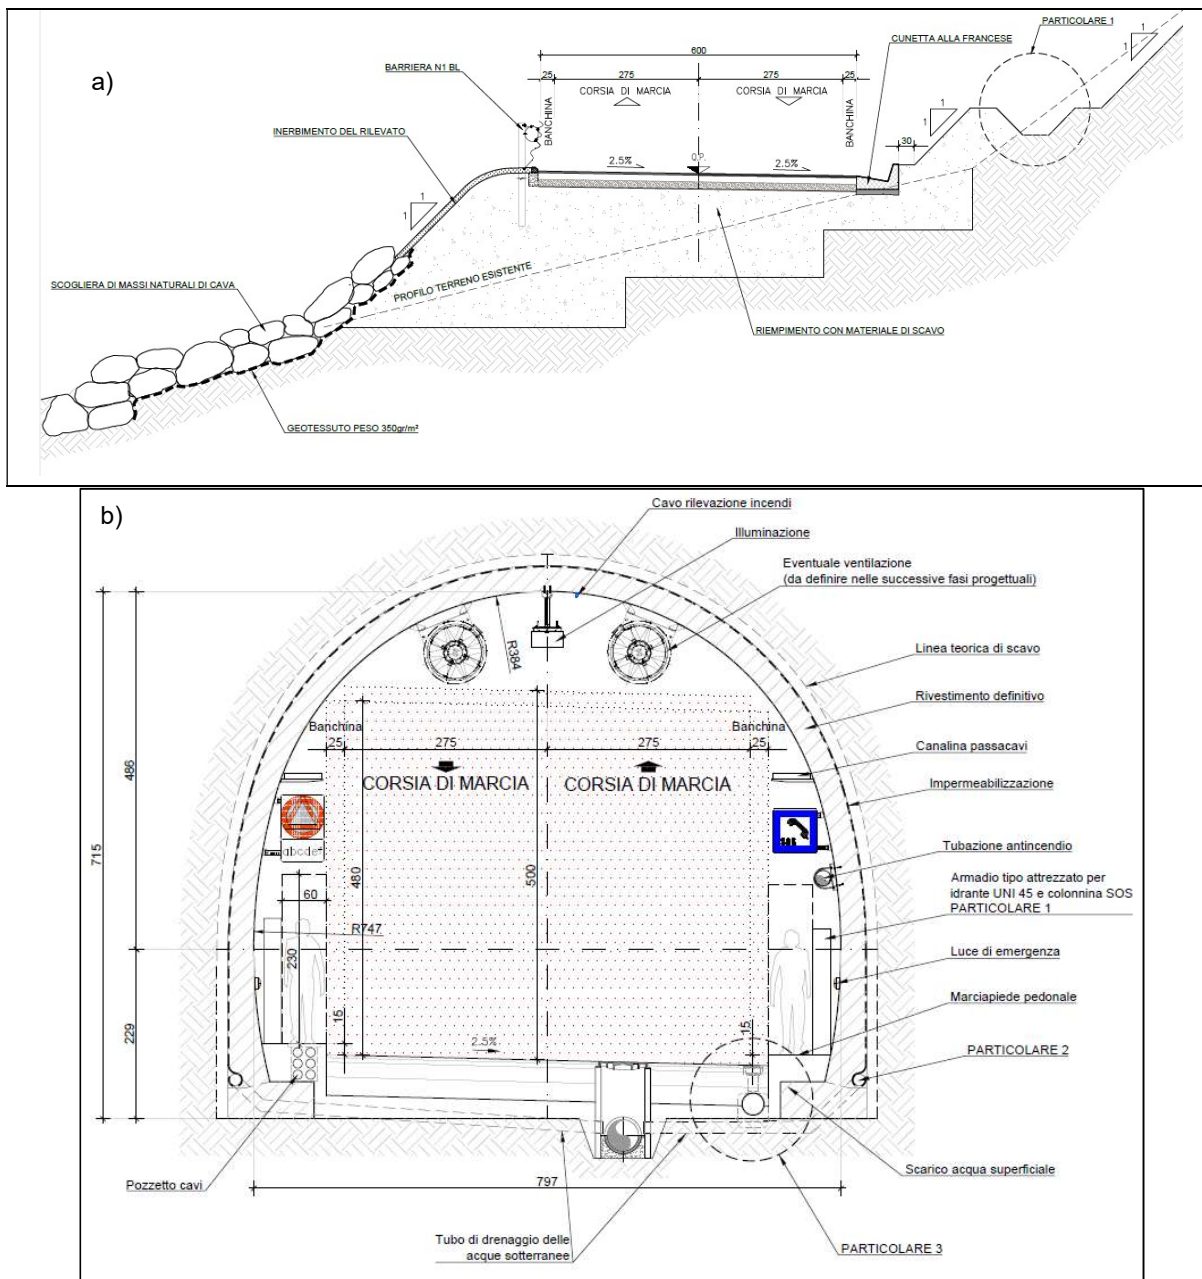 a)
PARTICOLARE 1
1
1
CUNETTA ALLA FRANCESE
600
BARRIERA N1 BL
25
275
275
25
CORSIA DI MARCIA
CORSIA DI MARCIA
BANCHINA
BANCHINA
INERBIMENTO DEL RILEVATO
1
1
30
2.5%
Q.P.
2.5%
1
1
SCOGLIERA DI MASSI NATURALI DI CAVA
PROFILO TERRENO ESISTENTE
RIEMPIMENTO CON MATERIALE DI SCAVO
GEOTESSUTO PESO 350gr/m²
b)
Cavo rilevazione incendi
Illuminazione
Eventuale ventilazione
(da definire nelle successive fasi progettuali)
R384
Linea teorica di scavo
Rivestimento definitivo
Banchina
Banchina
25
275
275
25
Canalina passacavi
CORSIA DI MARCIA
CORSIA DI MARCIA
486
Impermeabilizzazione
abcdef
SOS
Tubazione antincendio
715
480
500
60
Armadio tipo attrezzato per
idrante UNI 45 e colonnina SOS
PARTICOLARE 1
R747
230
Luce di emergenza
229
15
15
Marciapiede pedonale
2.5%
PARTICOLARE 2
Scarico acqua superficiale
Pozzetto cavi
797
Tubo di drenaggio delle
acque sotterranee
PARTICOLARE 3